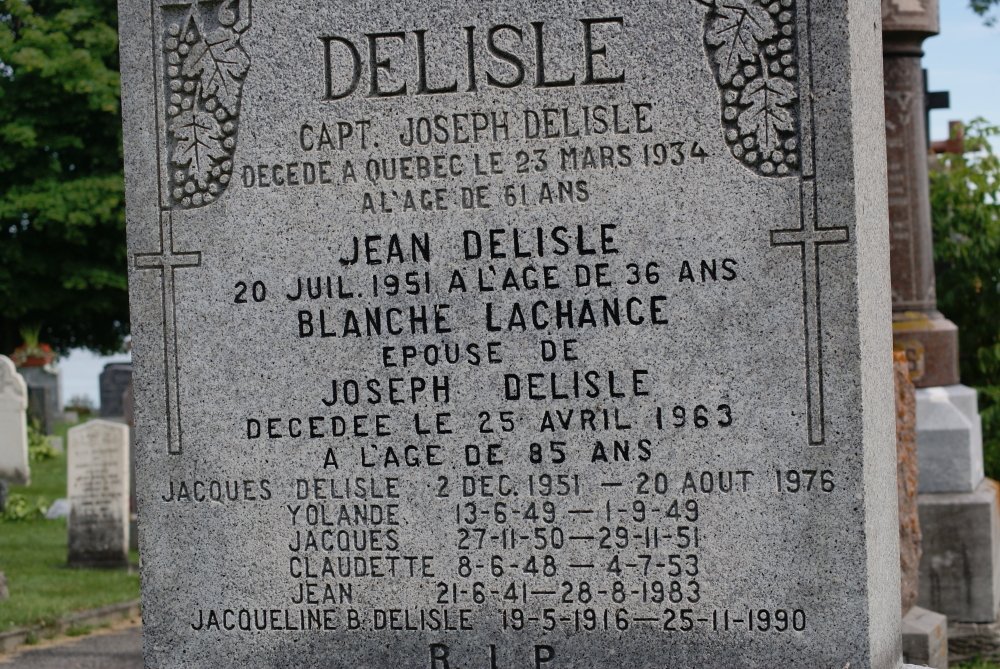 DELISLE
CAPT. JOSEPH DELISLE
DECEDE A QUEBEC LE 23 MARS 1934
A L'AGE DE 61 ANS
JEAN DELISLE
20 JUIL. 1951 A L'AGE DE 36 ANS
BLANCHE LACHANCE
EPOUSE DE
JOSEPH DELISLE
DECEDEE LE 25 AVRIL 1963
A L'AGE DE 85 ANS
JACQUES DELISLE 2 DEC. 1951 — 20 AOUT 1976
YOLANDE 13-6-49 — 1-9-49
JACQUES 27-11-50 — 29-11-51
CLAUDETTE 8-6-48 — 4-7-53
JEAN 21-6-41 — 28-8-1983
JACQUELINE B. DELISLE 19-5-1916 — 25-11-1990
R I P